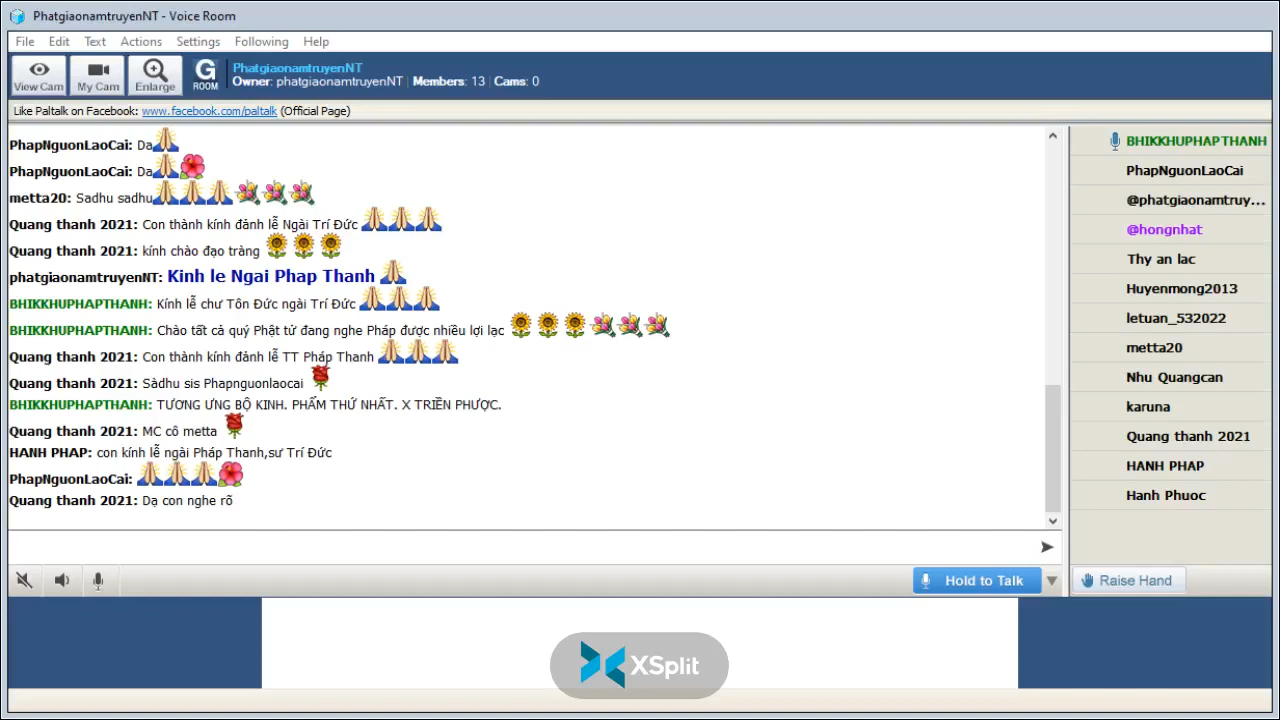 PhatgiaonamtruyenNT - Voice Room
File Edit Text Actions Settings Following Help
View Cam My Cam Enlarge G ROOM PhatgiaonamtruyenNT
Owner: phatgiaonamtruyenNT | Members: 13 | Cams: 0
Like Paltalk on Facebook: www.facebook.com/paltalk (Official Page)
PhapNguonLaoCai: Da
PhapNguonLaoCai: Da
metta20: Sadhu sadhu
Quang thanh 2021: Con thành kính đảnh lễ Ngài Trí Đức
Quang thanh 2021: kính chào đạo tràng
phatgiaonamtruyenNT: Kinh le Ngai Phap Thanh
BHIKKHUPHAPTHANH: Kính lễ chư Tôn Đức ngài Trí Đức
BHIKKHUPHAPTHANH: Chào tất cả quý Phật tử đang nghe Pháp được nhiều lợi lạc
Quang thanh 2021: Con thành kính đảnh lễ TT Pháp Thanh
Quang thanh 2021: Sàdhu sis Phapnguonlaocai
BHIKKHUPHAPTHANH: TƯƠNG ƯNG BỘ KINH. PHẨM THỨ NHẤT. X TRIỀN PHƯỢC.
Quang thanh 2021: MC cô metta
HANH PHAP: con kính lễ ngài Pháp Thanh,sư Trí Đức
PhapNguonLaoCai:
Quang thanh 2021: Dạ con nghe rõ
BHIKKHUPHAPTHANH
PhapNguonLaoCai
@phatgiaonamtruy...
@hongnhat
Thy an lac
Huyenmong2013
letuan_532022
metta20
Nhu Quangcan
karuna
Quang thanh 2021
HANH PHAP
Hanh Phuoc
Hold to Talk
Raise Hand
XSplit